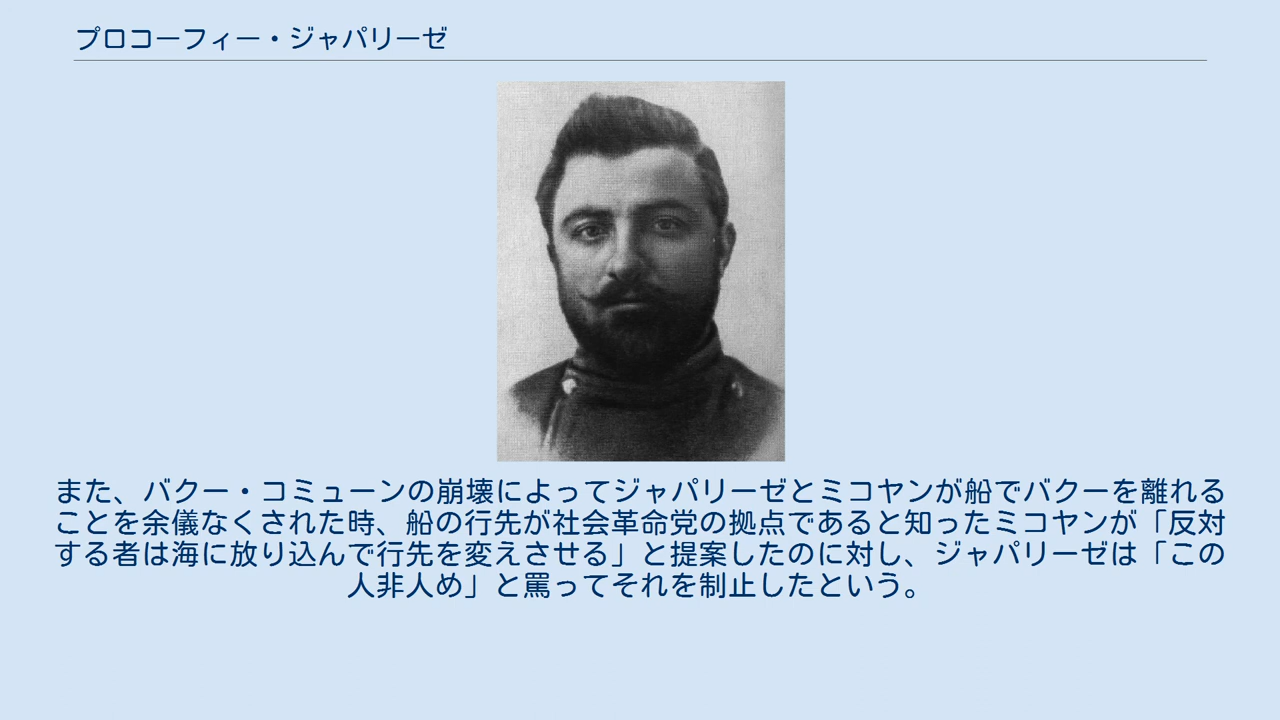 プロコーフィー・ジャパリーゼ
また、バクー・コミューンの崩壊によってジャパリーゼとミコヤンが船でバクーを離れる
ことを余儀なくされた時、船の行先が社会革命党の拠点であると知ったミコヤンが「反対
する者は海に放り込んで行先を変えさせる」と提案したのに対し、ジャパリーゼは「この
人非人め」と罵ってそれを制止したという。